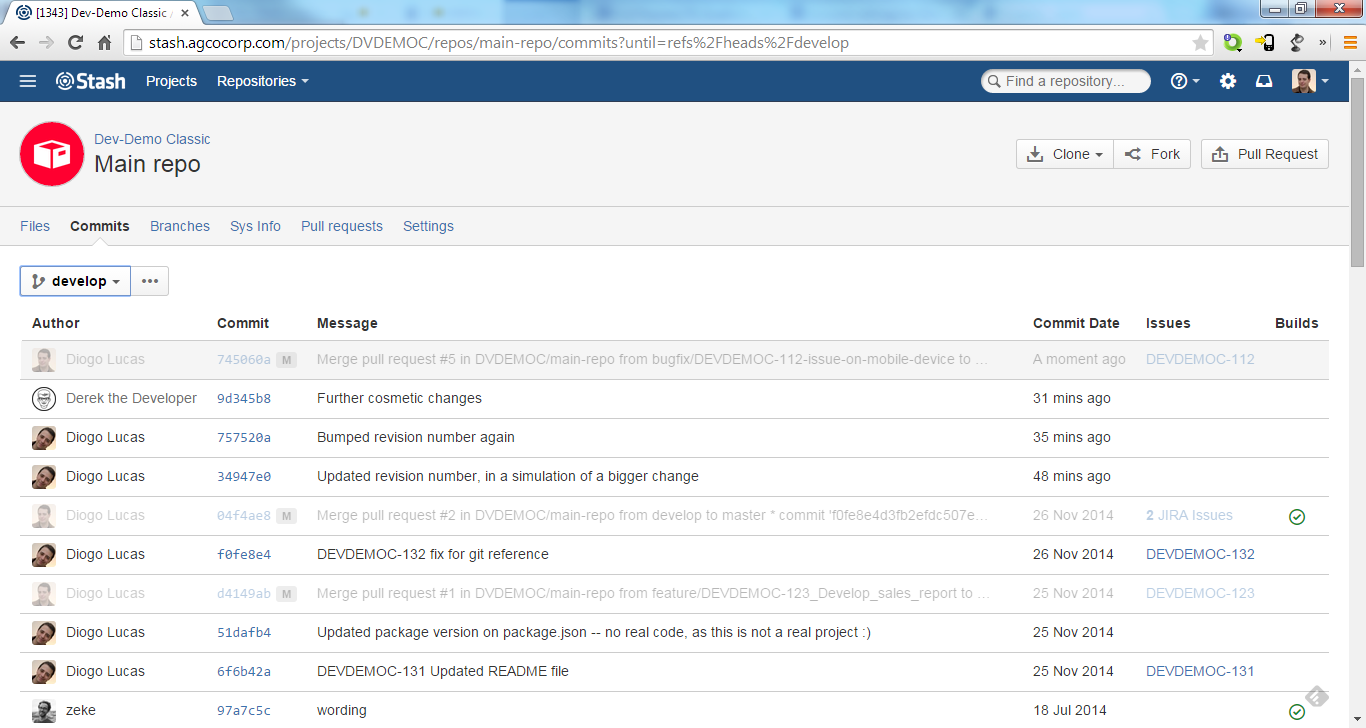 [1343] Dev-Demo Classic /
stash.agcocorp.com/projects/DVDEMOC/repos/main-repo/commits?until=refs%2Fheads%2Fdevelop
Stash Projects Repositories Find a repository...
Dev-Demo Classic
Main repo
Clone Fork Pull Request
Files Commits Branches Sys Info Pull requests Settings
develop
Author Commit Message Commit Date Issues Builds
Diogo Lucas 745060a M Merge pull request #5 in DVDEMOC/main-repo from bugfix/DEVDEMOC-112-issue-on-mobile-device to … A moment ago DEVDEMOC-112
Derek the Developer 9d345b8 Further cosmetic changes 31 mins ago
Diogo Lucas 757520a Bumped revision number again 35 mins ago
Diogo Lucas 34947e0 Updated revision number, in a simulation of a bigger change 48 mins ago
Diogo Lucas 04f4ae8 M Merge pull request #2 in DVDEMOC/main-repo from develop to master * commit 'f0fe8e4d3fb2efdc507e… 26 Nov 2014 2 JIRA Issues
Diogo Lucas f0fe8e4 DEVDEMOC-132 fix for git reference 26 Nov 2014 DEVDEMOC-132
Diogo Lucas d4149ab M Merge pull request #1 in DVDEMOC/main-repo from feature/DEVDEMOC-123_Develop_sales_report to … 25 Nov 2014 DEVDEMOC-123
Diogo Lucas 51dafb4 Updated package version on package.json -- no real code, as this is not a real project :) 25 Nov 2014
Diogo Lucas 6f6b42a DEVDEMOC-131 Updated README file 25 Nov 2014 DEVDEMOC-131
zeke 97a7c5c wording 18 Jul 2014